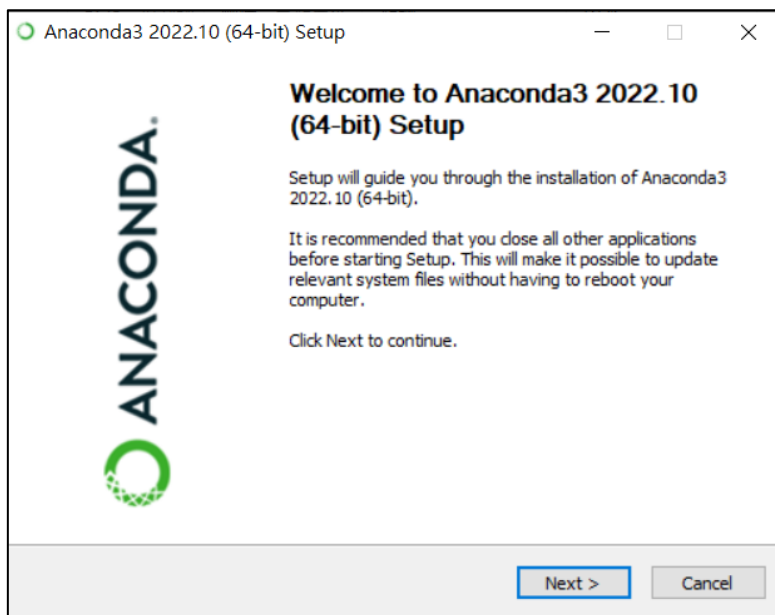 Anaconda3 2022.10 (64-bit) Setup
Welcome to Anaconda3 2022.10
(64-bit) Setup
Setup will guide you through the installation of Anaconda3
2022.10 (64-bit).
It is recommended that you close all other applications
before starting Setup. This will make it possible to update
relevant system files without having to reboot your
computer.
Click Next to continue.
ANACONDA.
Next >
Cancel